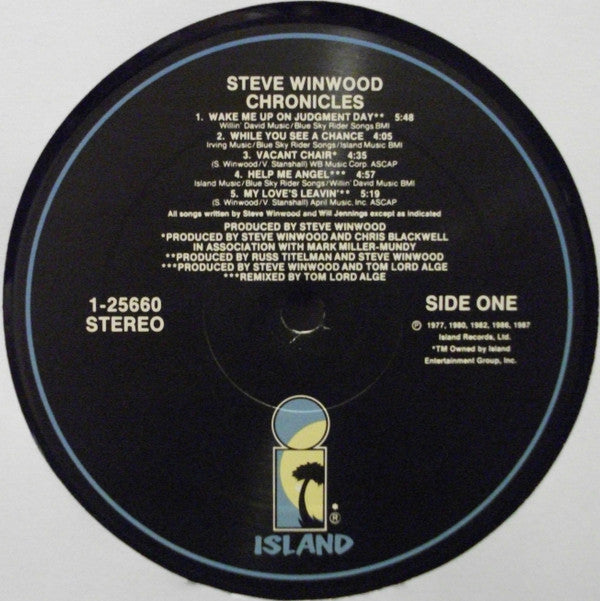 STEVE WINWOOD
CHRONICLES
1. WAKE ME UP ON JUDGMENT DAY** 5:48
Willin' David Music/Blue Sky Rider Songs BMI
2. WHILE YOU SEE A CHANCE 4:05
Irving Music/Blue Sky Rider Songs/Island Music BMI
3. VACANT CHAIR* 4:35
(S. Winwood/V. Stanshall) WB Music Corp. ASCAP
4. HELP ME ANGEL*** 4:57
Island Music/Blue Sky Rider Songs/Willin' David Music BMI
5. MY LOVE'S LEAVIN'** 5:19
(S. Winwood/V. Stanshall) April Music, Inc. ASCAP
All songs written by Steve Winwood and Will Jennings except as indicated
PRODUCED BY STEVE WINWOOD
*PRODUCED BY STEVE WINWOOD AND CHRIS BLACKWELL
IN ASSOCIATION WITH MARK MILLER-MUNDY
**PRODUCED BY RUSS TITELMAN AND STEVE WINWOOD
***PRODUCED BY STEVE WINWOOD AND TOM LORD ALGE
***REMIXED BY TOM LORD ALGE
1-25660
STEREO
SIDE ONE
℗ 1977, 1980, 1982, 1986, 1987
Island Records, Ltd.
*TM Owned by Island
Entertainment Group, Inc.
®
ISLAND